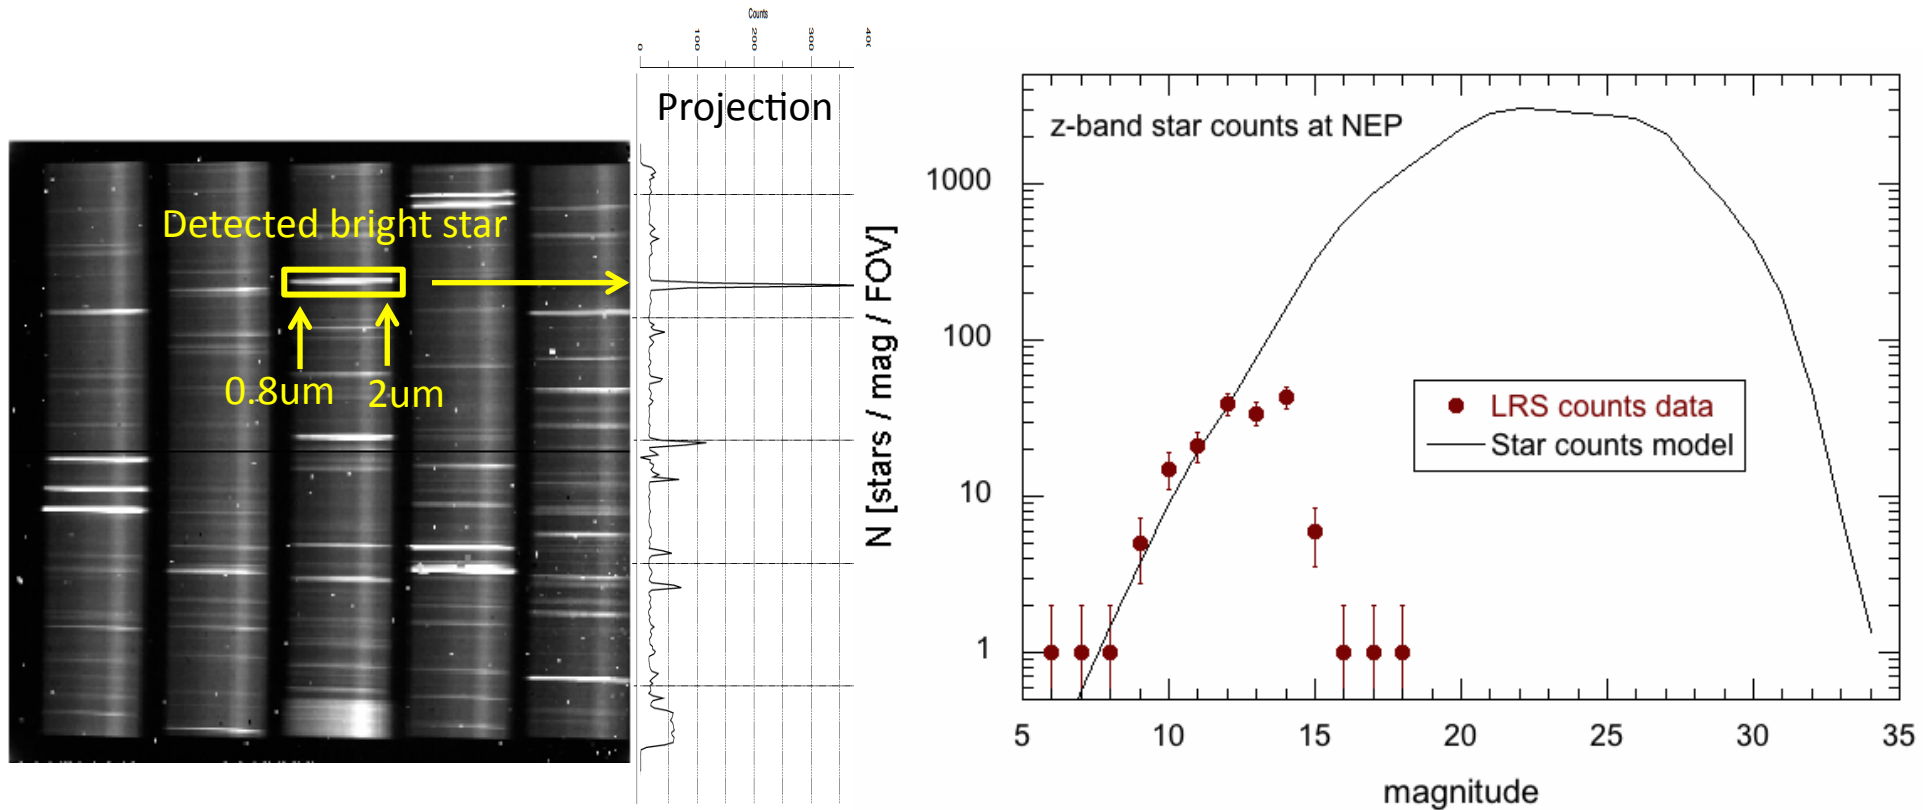 Counts
0
100
200
300
Projection
Detected bright star
0.8um
2um
N [stars / mag / FOV]
z-band star counts at NEP
1000
100
10
1
LRS counts data
Star counts model
5 10 15 20 25 30 35
magnitude